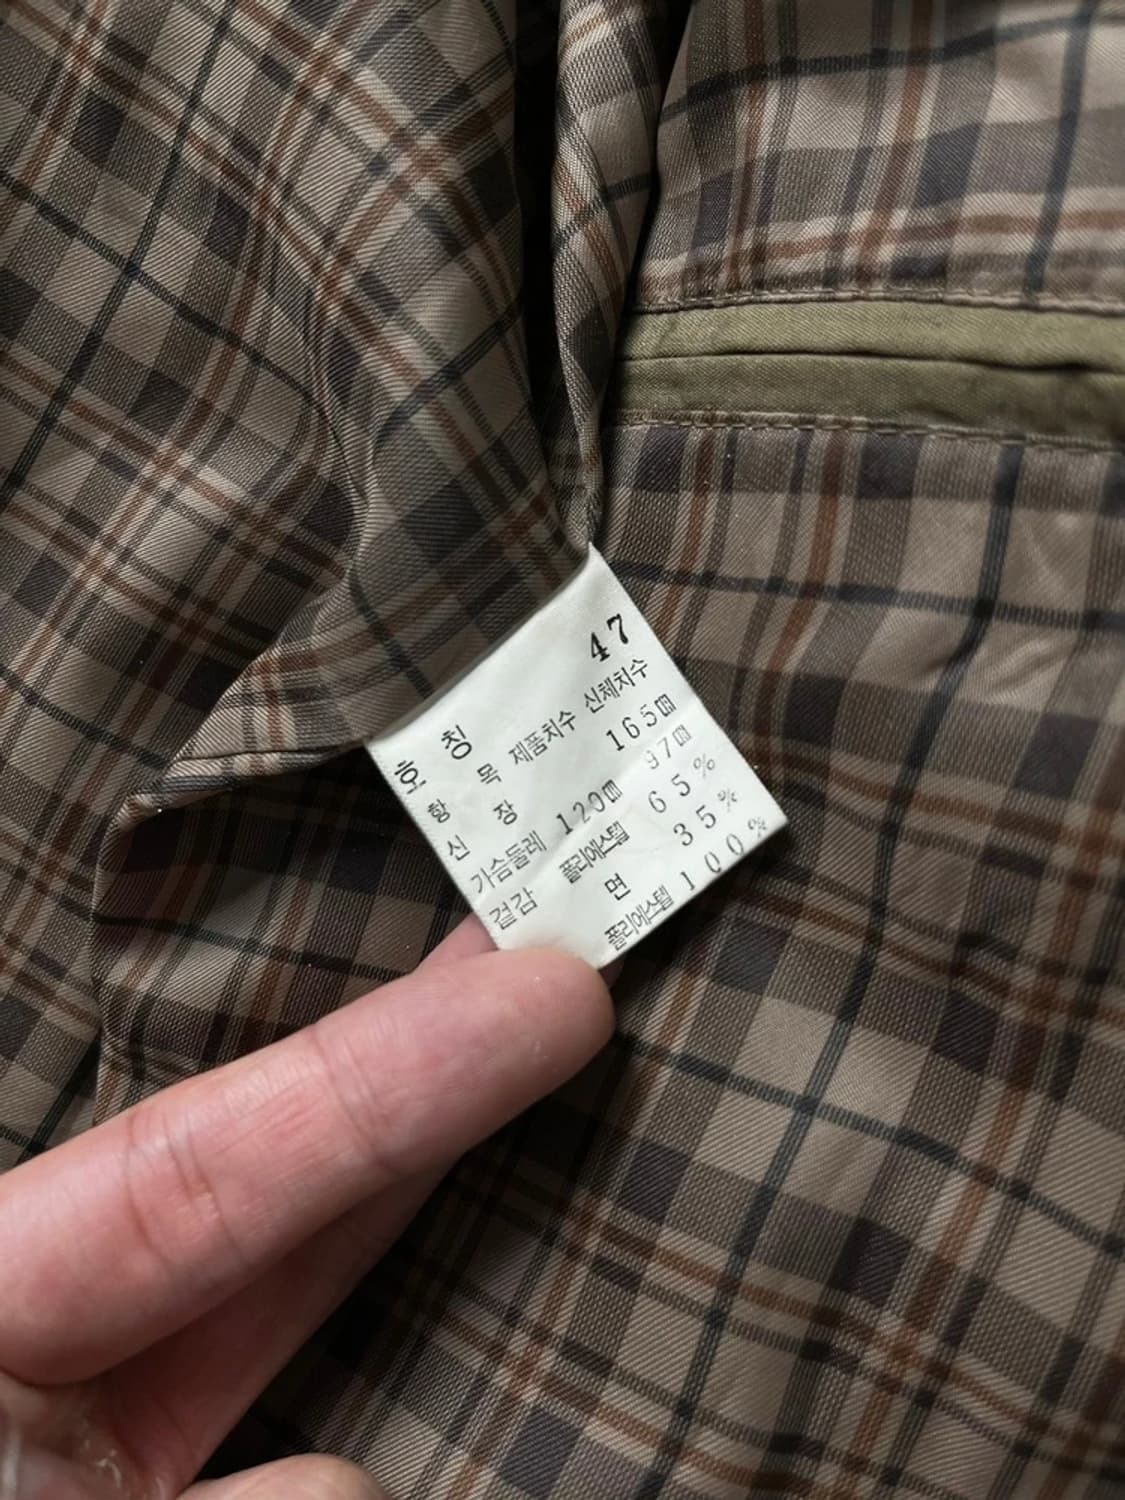 호 칭 47
항 목 제품치수 신체치수
신 장 165㎝
가슴둘레 120㎝ 97㎝
겉감 폴리에스텔 65%
면 35%
폴리에스텔 100%